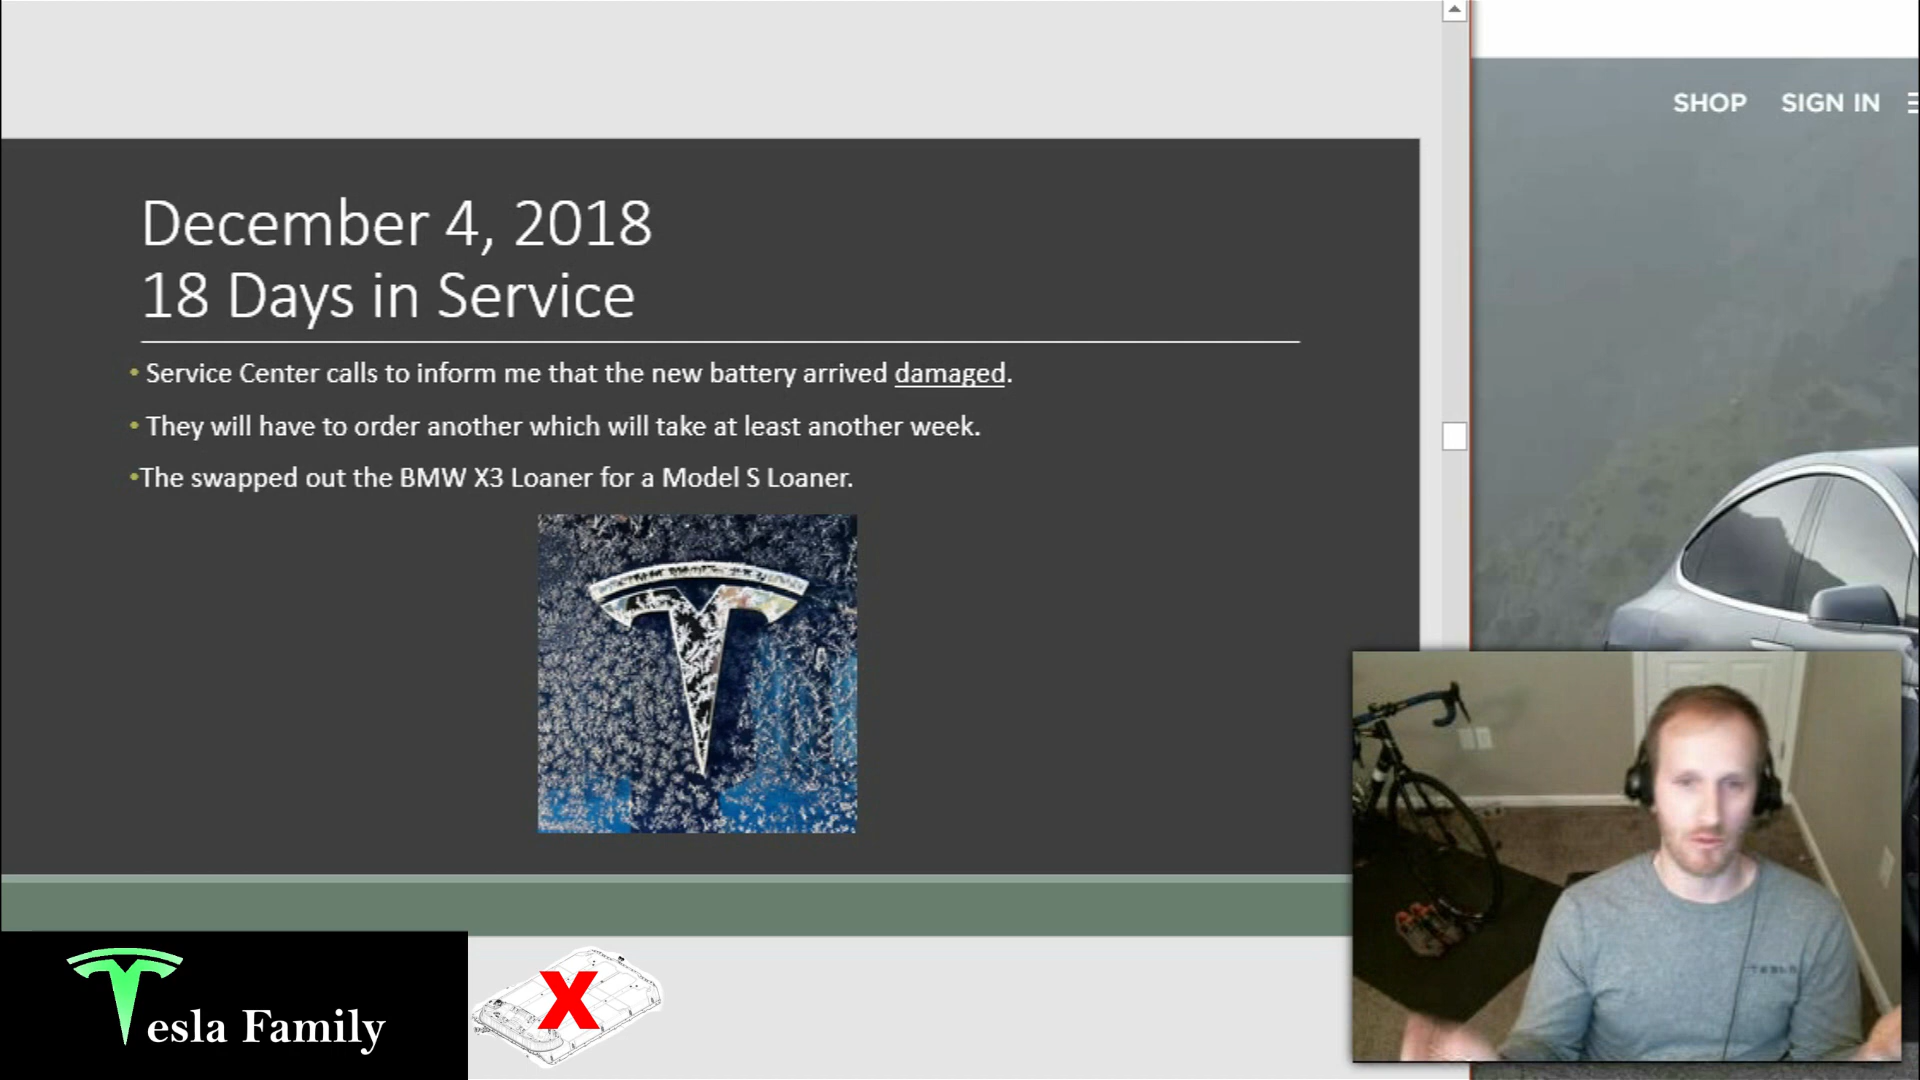 SHOP SIGN IN
December 4, 2018
18 Days in Service
• Service Center calls to inform me that the new battery arrived damaged.
• They will have to order another which will take at least another week.
•The swapped out the BMW X3 Loaner for a Model S Loaner.
TESLA
esla Family
X